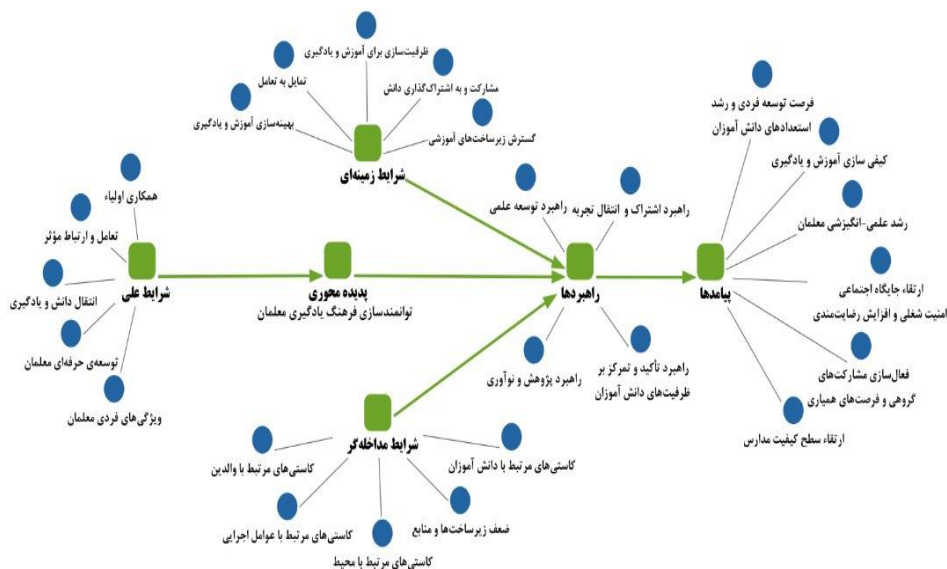 ظرفیت‌سازی برای آموزش و یادگیری
تمایل به تعامل
مشارکت و به اشتراک‌گذاری دانش
بهینه‌سازی آموزش و یادگیری
گسترش زیرساخت‌های آموزشی
شرایط زمینه‌ای
همکاری اولیاء
تعامل و ارتباط مؤثر
انتقال دانش و یادگیری
توسعه‌ی حرفه‌ای معلمان
ویژگی‌های فردی معلمان
شرایط علی
پدیده محوری
توانمندسازی فرهنگ یادگیری معلمان
راهبرد توسعه علمی
راهبرد اشتراک و انتقال تجربه
راهبردها
راهبرد پژوهش و نوآوری
راهبرد تأکید و تمرکز بر
ظرفیت‌های دانش آموزان
شرایط مداخله‌گر
کاستی‌های مرتبط با والدین
کاستی‌های مرتبط با عوامل اجرایی
کاستی‌های مرتبط با محیط
ضعف زیرساخت‌ها و منابع
کاستی‌های مرتبط با دانش آموزان
فرصت توسعه فردی و رشد
استعدادهای دانش آموزان
کیفی سازی آموزش و یادگیری
رشد علمی-انگیزشی معلمان
پیامدها
ارتقاء جایگاه اجتماعی
امنیت شغلی و افزایش رضایت‌مندی
فعال‌سازی مشارکت‌های
گروهی و فرصت‌های همیاری
ارتقاء سطح کیفیت مدارس